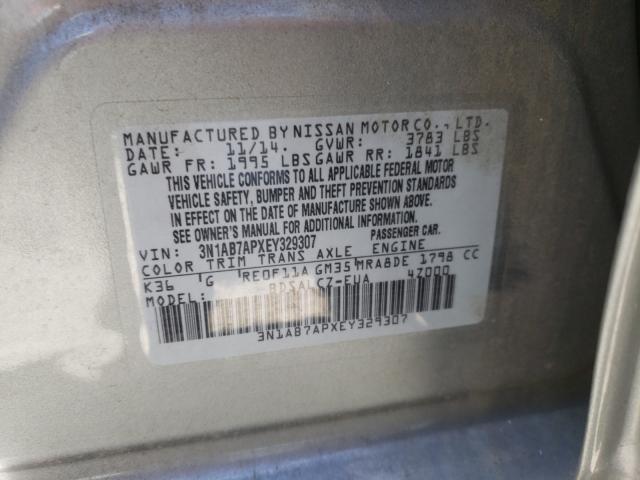 MANUFACTURED BY NISSAN MOTOR CO., LTD.
DATE: 11/14. GVWR: 3783 LBS
GAWR FR: 1995 LBS GAWR RR: 1841 LBS
THIS VEHICLE CONFORMS TO ALL APPLICABLE FEDERAL MOTOR
VEHICLE SAFETY, BUMPER AND THEFT PREVENTION STANDARDS
IN EFFECT ON THE DATE OF MANUFACTURE SHOWN ABOVE.
SEE OWNER'S MANUAL FOR ADDITIONAL INFORMATION.
VIN: 3N1AB7APXEY329307 PASSENGER CAR.
COLOR TRIM TRANS AXLE ENGINE
K36 G RE0F11A GM35 MRA8DE 1798 CC
MODEL: BDSALCZ-EUA 47000
3N1AB7APXEY329307